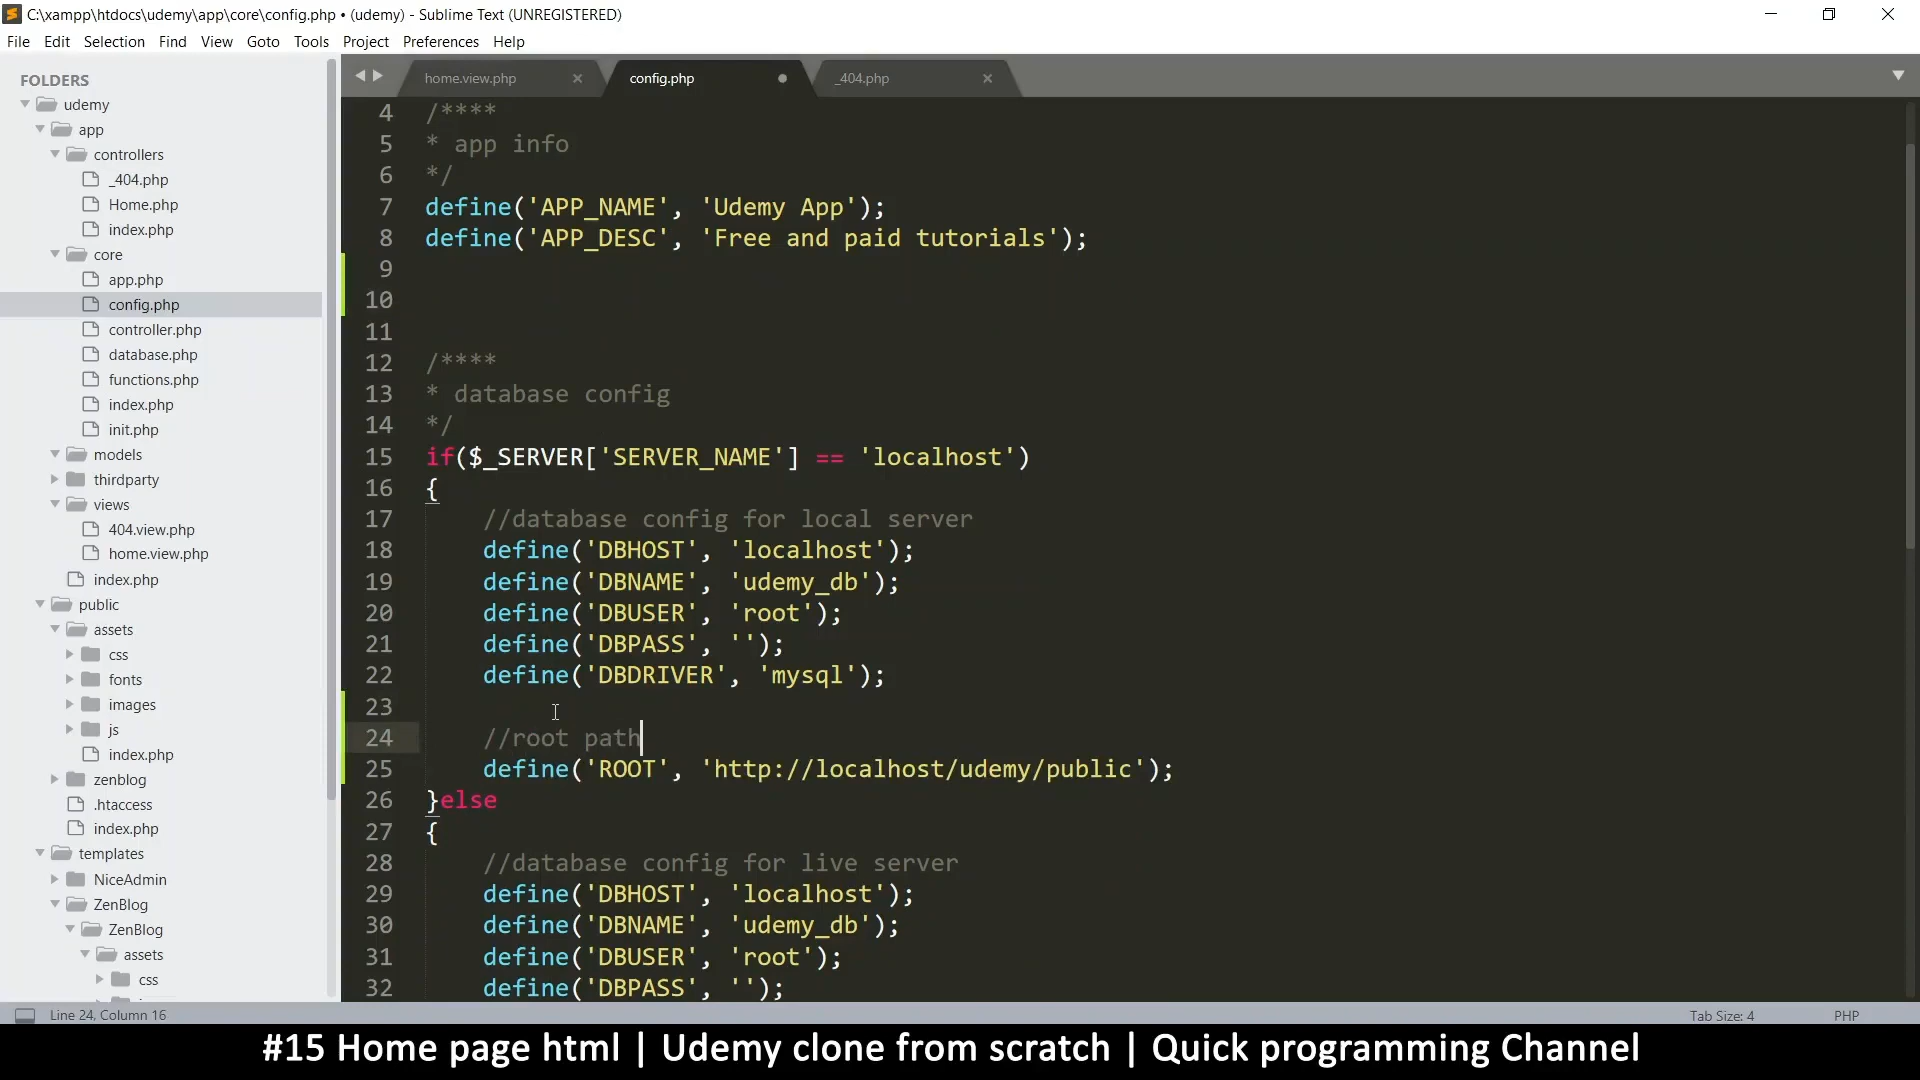 C:\xampp\htdocs\udemy\app\core\config.php • (udemy) - Sublime Text (UNREGISTERED)
File Edit Selection Find View Goto Tools Project Preferences Help
FOLDERS
udemy
app
controllers
_404.php
Home.php
index.php
core
app.php
config.php
controller.php
database.php
functions.php
index.php
init.php
models
thirdparty
views
404.view.php
home.view.php
index.php
public
assets
css
fonts
images
js
index.php
zenblog
.htaccess
index.php
templates
NiceAdmin
ZenBlog
ZenBlog
assets
css
home.view.php config.php _404.php
4 /****
5 * app info
6 */
7 define('APP_NAME', 'Udemy App');
8 define('APP_DESC', 'Free and paid tutorials');
9
10
11
12 /****
13 * database config
14 */
15 if($_SERVER['SERVER_NAME'] == 'localhost')
16 {
17 //database config for local server
18 define('DBHOST', 'localhost');
19 define('DBNAME', 'udemy_db');
20 define('DBUSER', 'root');
21 define('DBPASS', '');
22 define('DBDRIVER', 'mysql');
23
24 //root path
25 define('ROOT', 'http://localhost/udemy/public');
26 }else
27 {
28 //database config for live server
29 define('DBHOST', 'localhost');
30 define('DBNAME', 'udemy_db');
31 define('DBUSER', 'root');
32 define('DBPASS', '');
Line 24, Column 16 Tab Size: 4 PHP
#15 Home page html | Udemy clone from scratch | Quick programming Channel